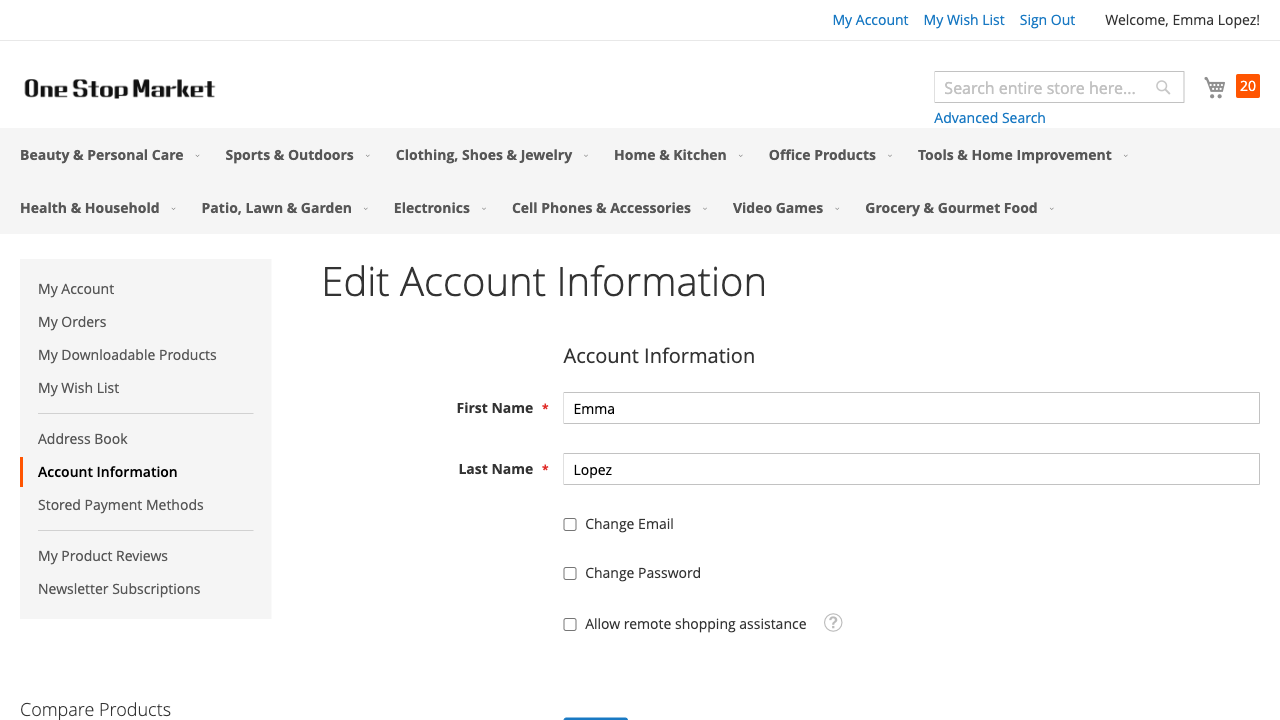 My Account My Wish List Sign Out Welcome, Emma Lopez!
One Stop Market
Search entire store here...
20
Advanced Search
Beauty & Personal Care Sports & Outdoors Clothing, Shoes & Jewelry Home & Kitchen Office Products Tools & Home Improvement
Health & Household Patio, Lawn & Garden Electronics Cell Phones & Accessories Video Games Grocery & Gourmet Food
My Account
My Orders
My Downloadable Products
My Wish List
Address Book
Account Information
Stored Payment Methods
My Product Reviews
Newsletter Subscriptions
Compare Products
Edit Account Information
Account Information
First Name * Emma
Last Name * Lopez
Change Email
Change Password
Allow remote shopping assistance ?